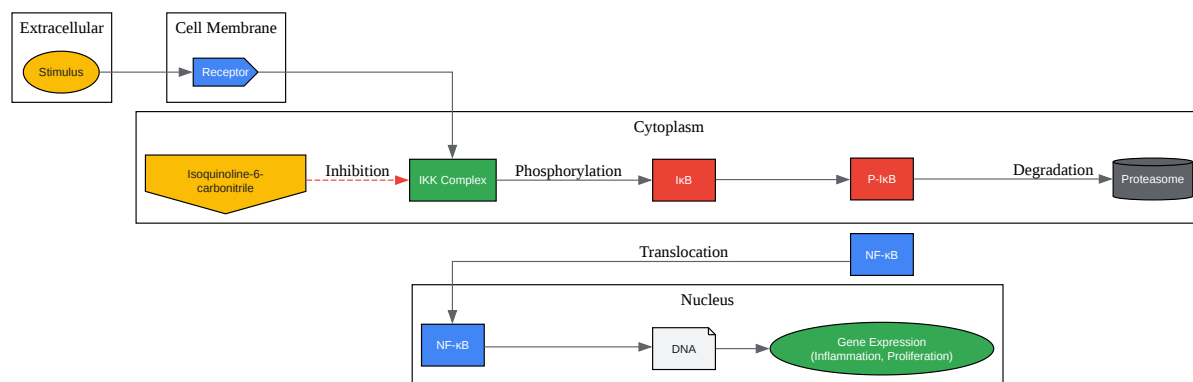 Extracellular
Cell Membrane
Stimulus
Receptor
Cytoplasm
Isoquinoline-6-
carbonitrile
Inhibition
IKK Complex
Phosphorylation
IκB
P-IκB
Degradation
Proteasome
Translocation
NF-κB
Nucleus
NF-κB
DNA
Gene Expression
(Inflammation, Proliferation)